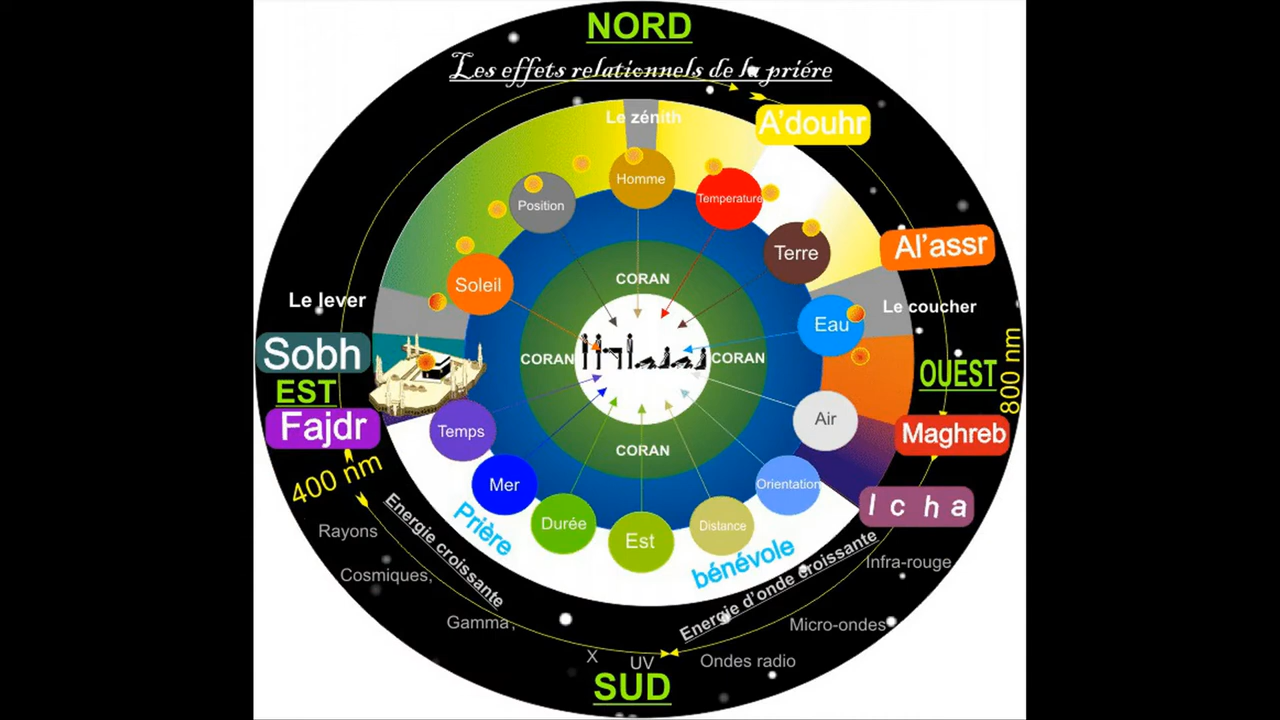 NORD
Les effets relationnels de la priére
Le zénith
A'douhr
Homme
Position
Temperature
Terre
Al'assr
Soleil
CORAN
Le lever
Eau
Le coucher
Sobh
CORAN
CORAN
EST
OUEST
800 nm
Fajdr
Temps
Air
Maghreb
CORAN
400 nm
Mer
Orientation
Icha
Rayons
Energie croissante
Prière
Durée
Est
Distance
bénévole
Energie d'onde croissante
Infra-rouge
Cosmiques,
Gamma,
Micro-ondes
X
UV
Ondes radio
SUD